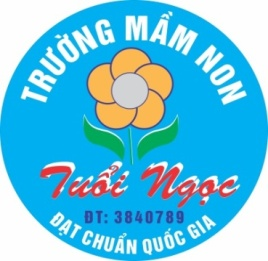 TRƯỜNG MẦM NON
Tuổi Ngọc
ĐT: 3840789
ĐẠT CHUẨN QUỐC GIA